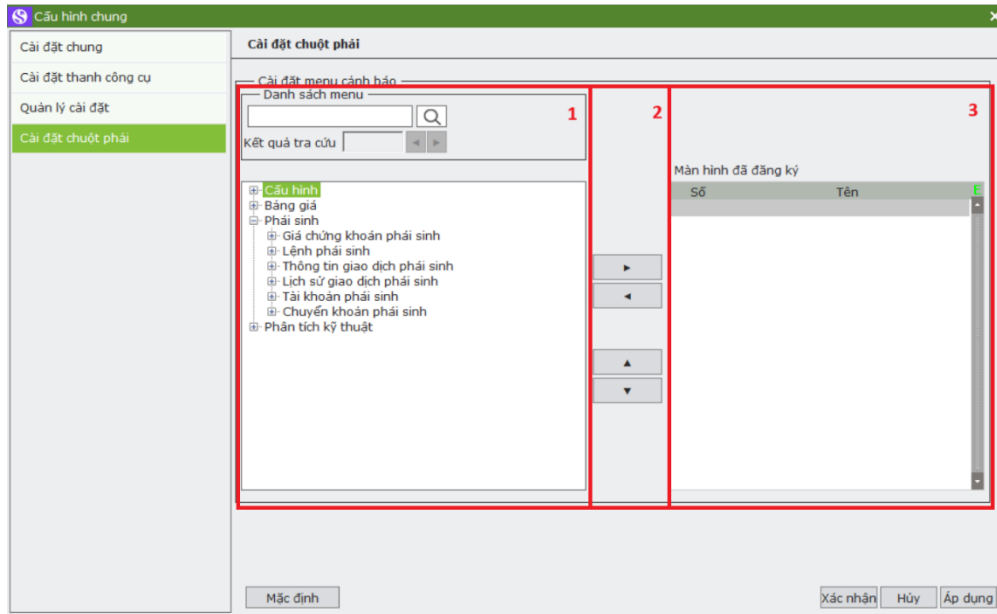 Cấu hình chung
Cài đặt chung
Cài đặt thanh công cụ
Quản lý cài đặt
Cài đặt chuột phải
Cài đặt chuột phải
Cài đặt menu cảnh báo
Danh sách menu
1
2
3
Kết quả tra cứu
Màn hình đã đăng ký
Số Tên E
Cấu hình
Bảng giá
Phái sinh
Giá chứng khoán phái sinh
Lệnh phái sinh
Thông tin giao dịch phái sinh
Lịch sử giao dịch phái sinh
Tài khoản phái sinh
Chuyển khoản phái sinh
Phân tích kỹ thuật
Mặc định
Xác nhận Hủy Áp dụng